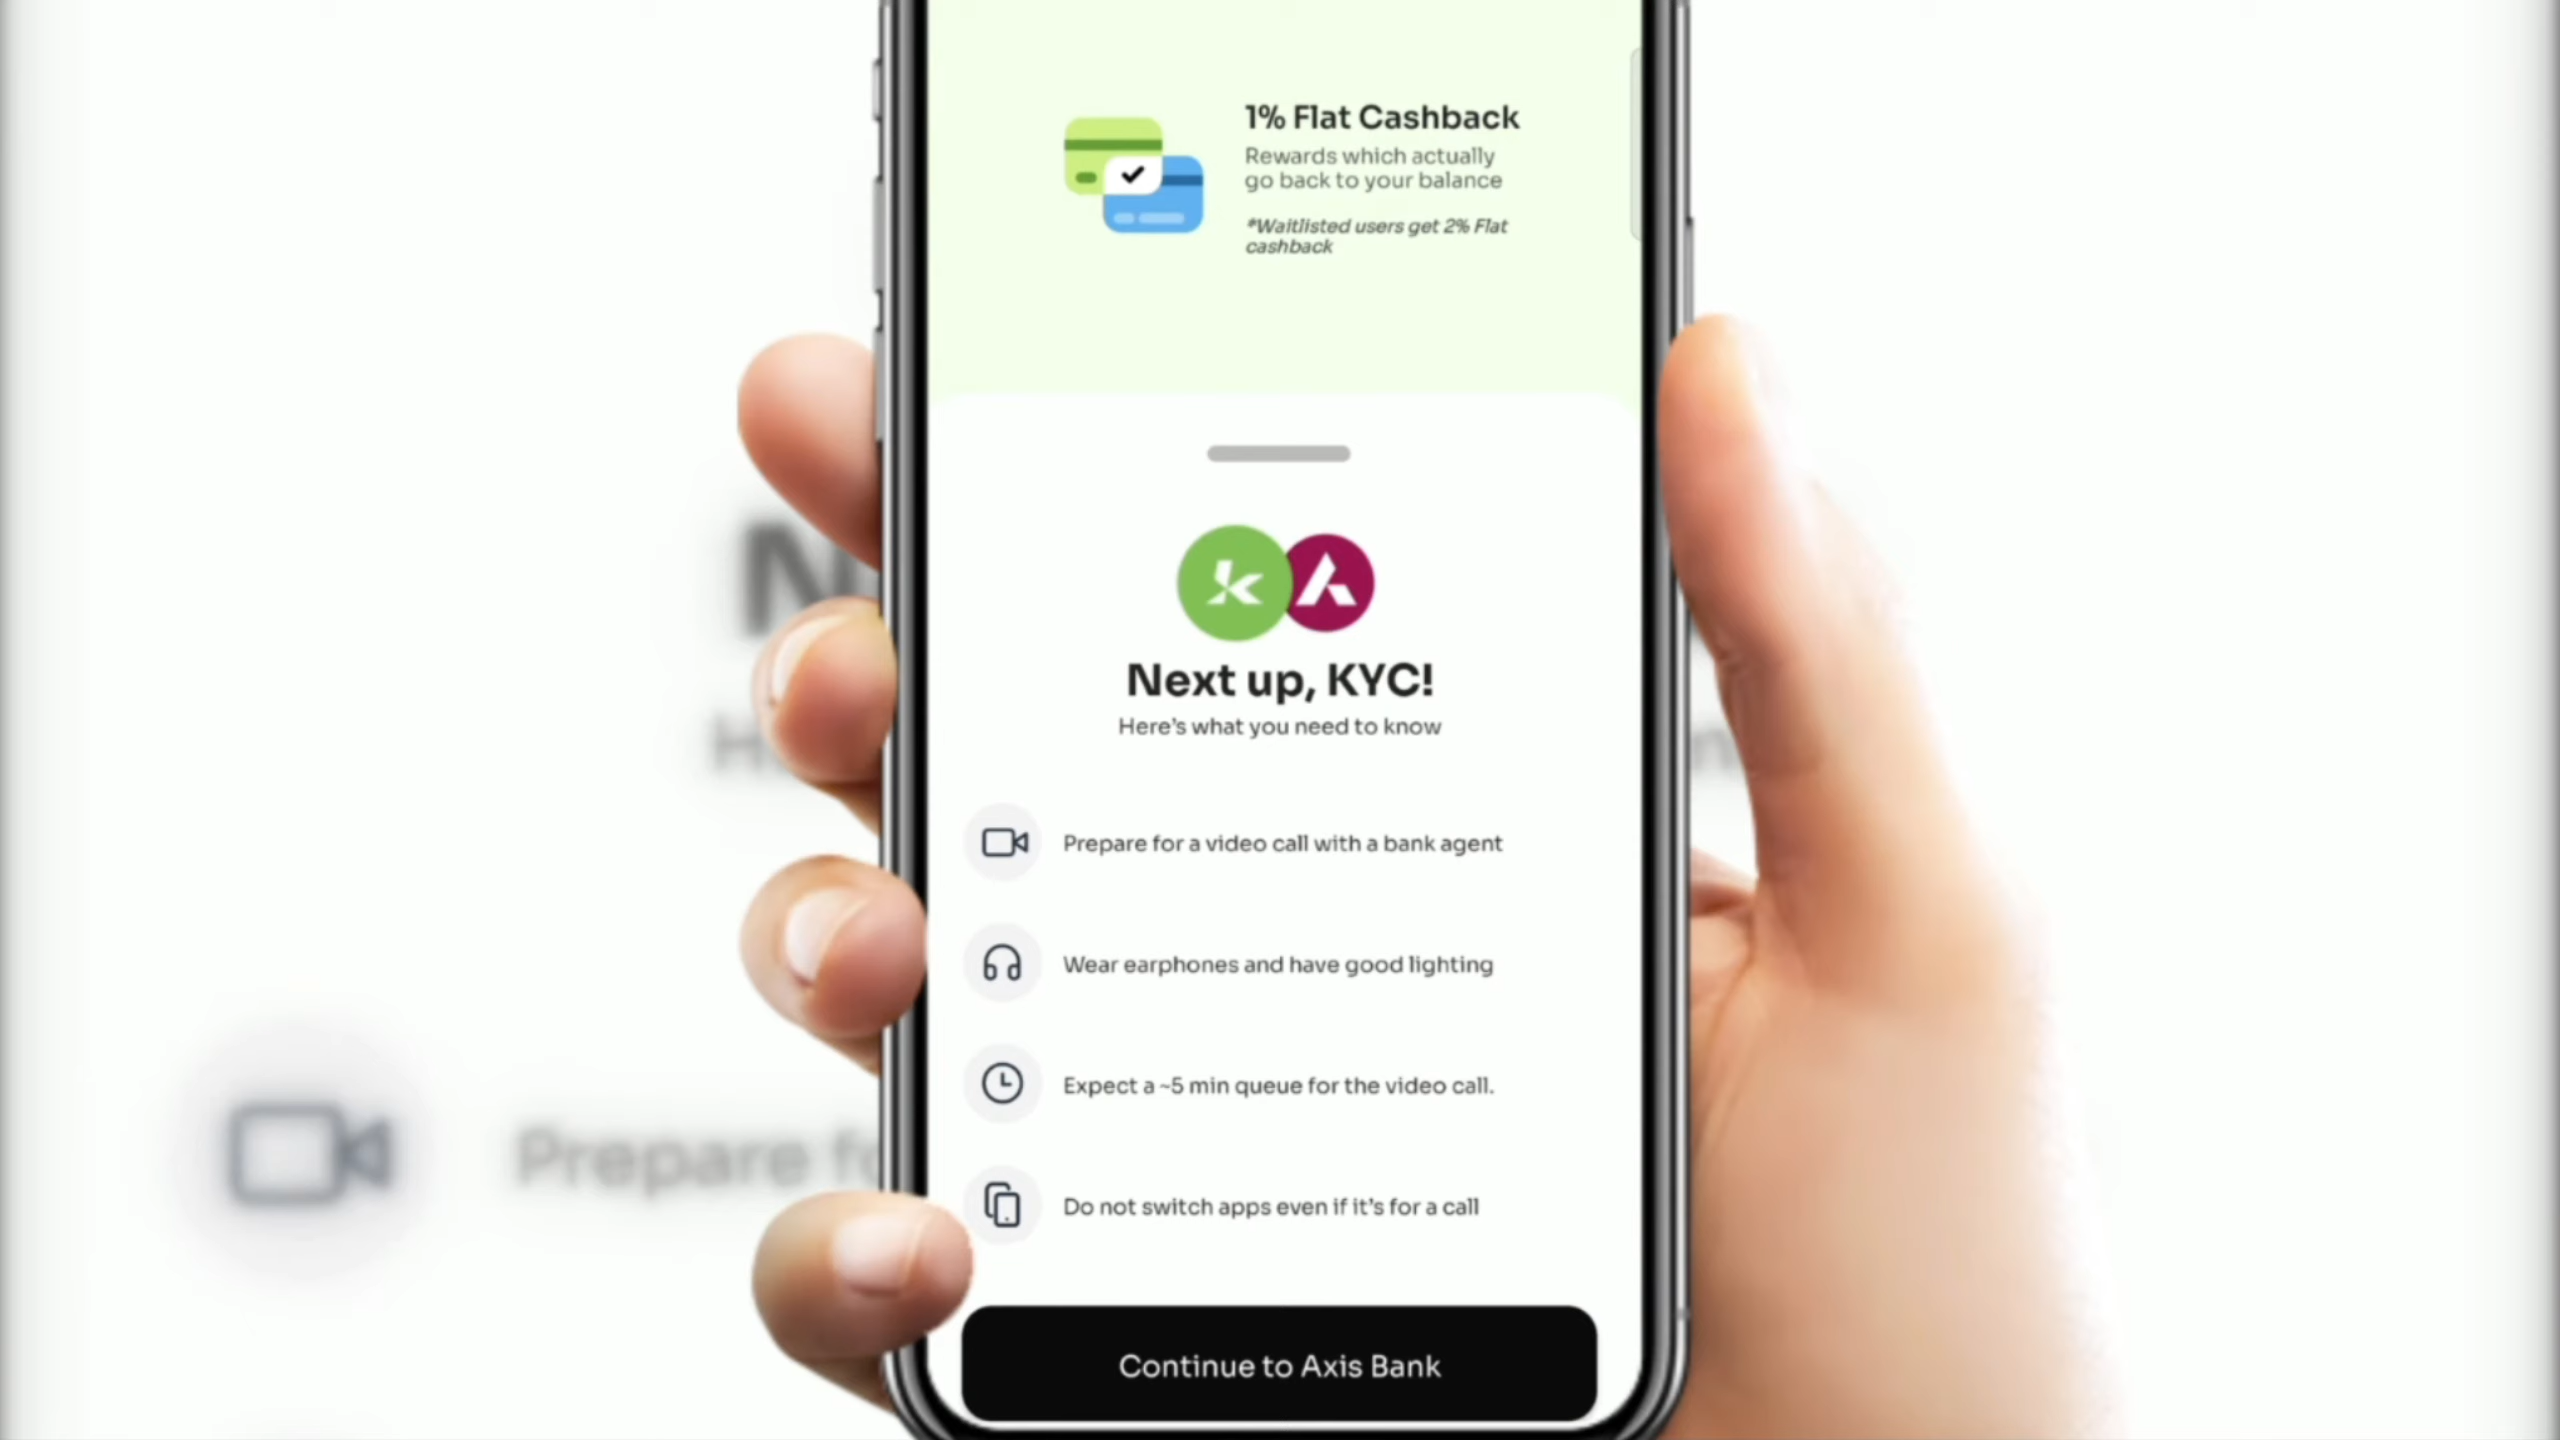 1% Flat Cashback
Rewards which actually
go back to your balance
*Waitlisted users get 2% Flat
cashback
Next up, KYC!
Here's what you need to know
Prepare for a video call with a bank agent
Wear earphones and have good lighting
Expect a ~5 min queue for the video call.
Do not switch apps even if it's for a call
Continue to Axis Bank
Prepare fo